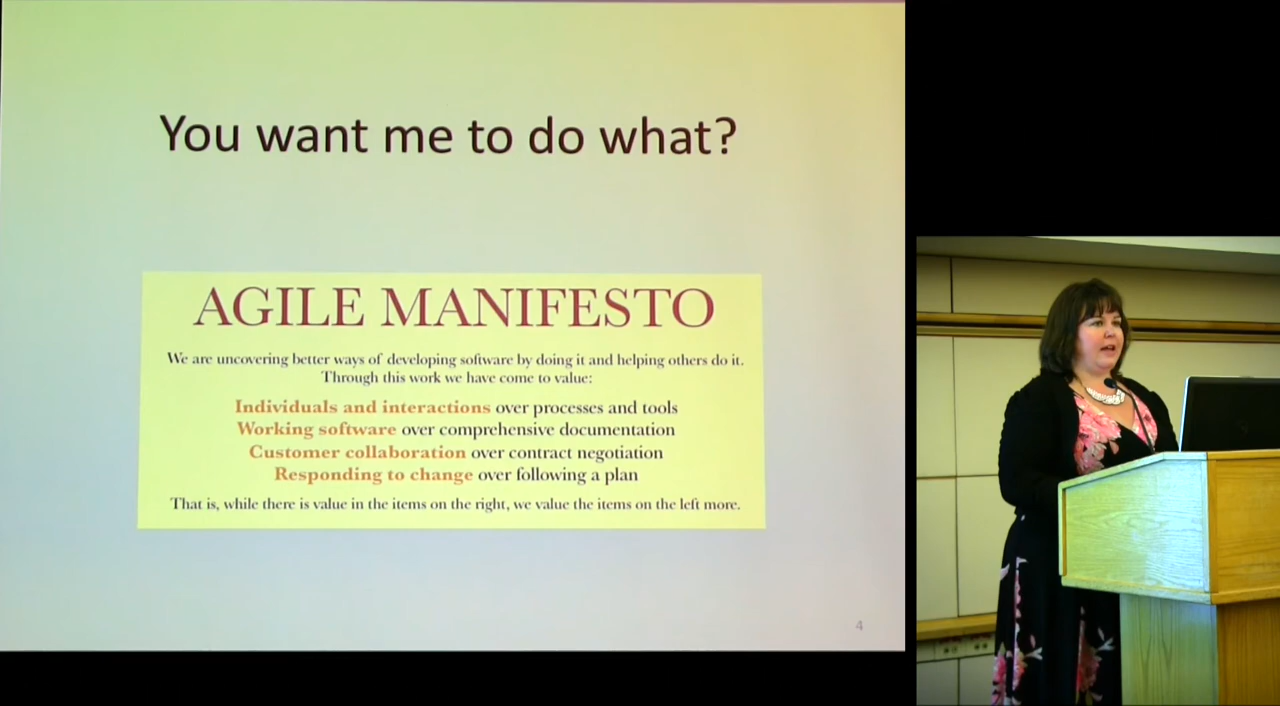 You want me to do what?
AGILE MANIFESTO
We are uncovering better ways of developing software by doing it and helping others do it.
Through this work we have come to value:
Individuals and interactions over processes and tools
Working software over comprehensive documentation
Customer collaboration over contract negotiation
Responding to change over following a plan
That is, while there is value in the items on the right, we value the items on the left more.
4